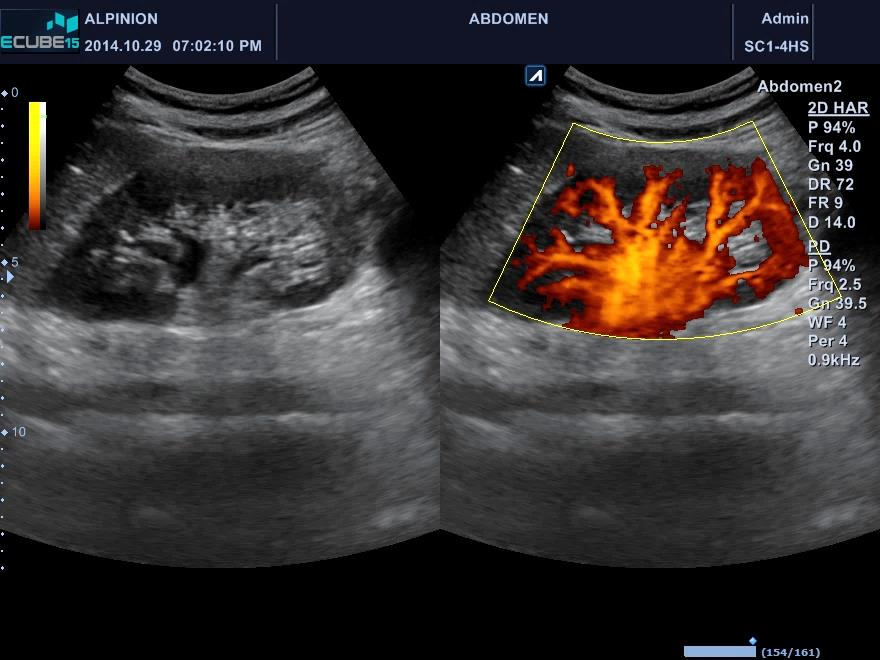 ALPINION
ABDOMEN
Admin
ECUBE15
2014.10.29 07:02:10 PM
SC1-4HS
Abdomen2
0
2D HAR
P 94%
Frq 4.0
Gn 39
DR 72
FR 9
D 14.0
PD
5
P 94%
Frq 2.5
Gn 39.5
WF 4
Per 4
0.9kHz
10
(154/161)